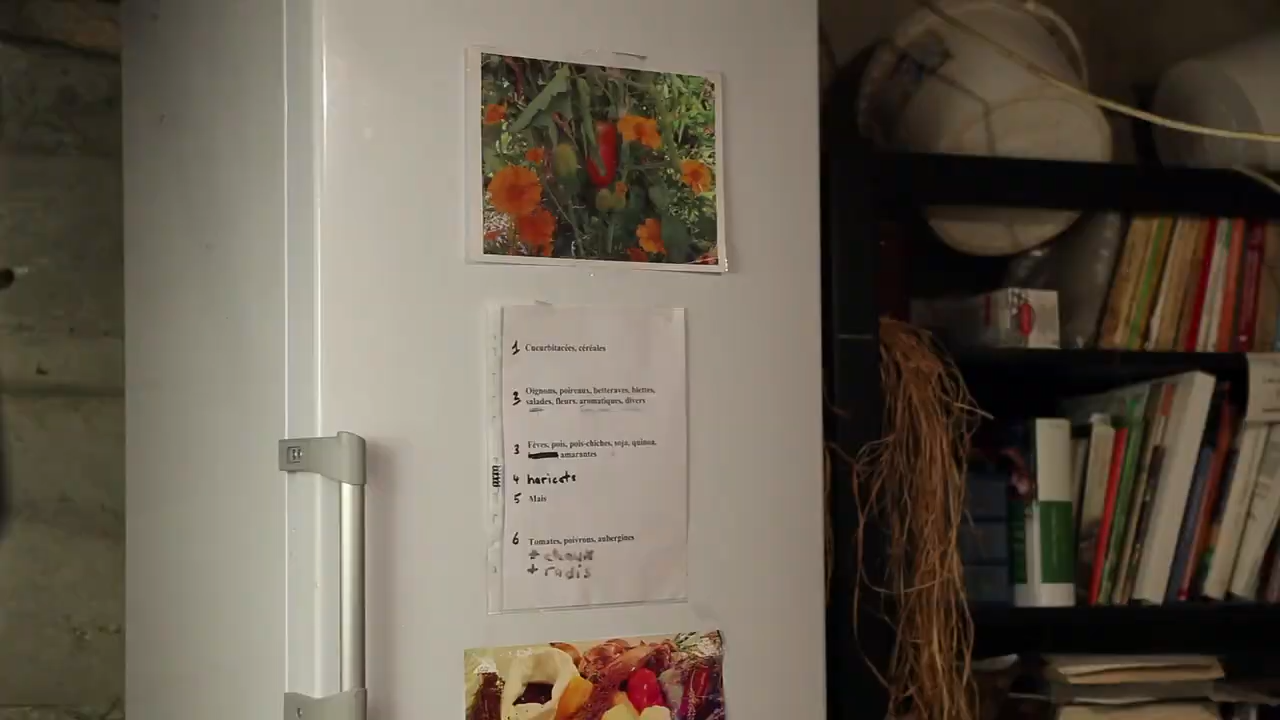 1 Cucurbitacées, céréales
3 Oignons, poireaux, betteraves, blettes,
salades, fleurs, aromatiques, divers
3 Fèves, pois, pois-chiches, soja, quinoa,
amarantes
4 haricots
5 Maïs
6 Tomates, poivrons, aubergines
+ choux
+ radis